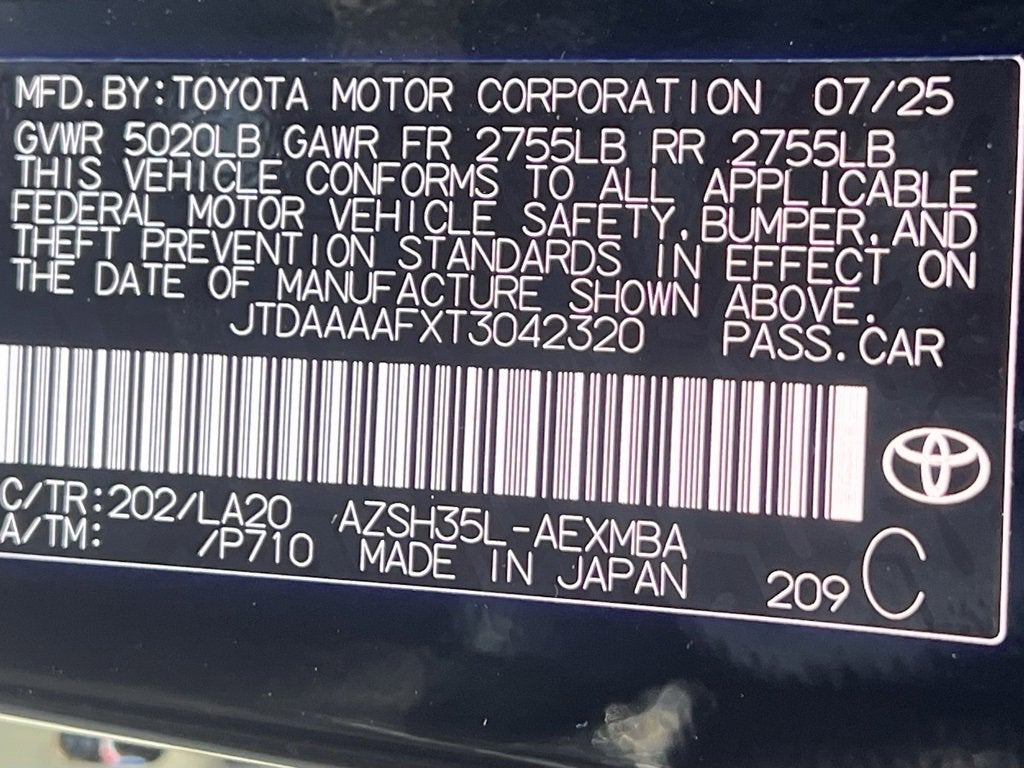 MFD.BY:TOYOTA MOTOR CORPORATION 07/25
GVWR 5020LB GAWR FR 2755LB RR 2755LB
THIS VEHICLE CONFORMS TO ALL APPLICABLE
FEDERAL MOTOR VEHICLE SAFETY,BUMPER,AND
THEFT PREVENTION STANDARDS IN EFFECT ON
THE DATE OF MANUFACTURE SHOWN ABOVE.
JTDAAAAFXT3042320 PASS.CAR
C/TR:202/LA20 AZSH35L-AEXMBA
A/TM: /P710 MADE IN JAPAN 209 C